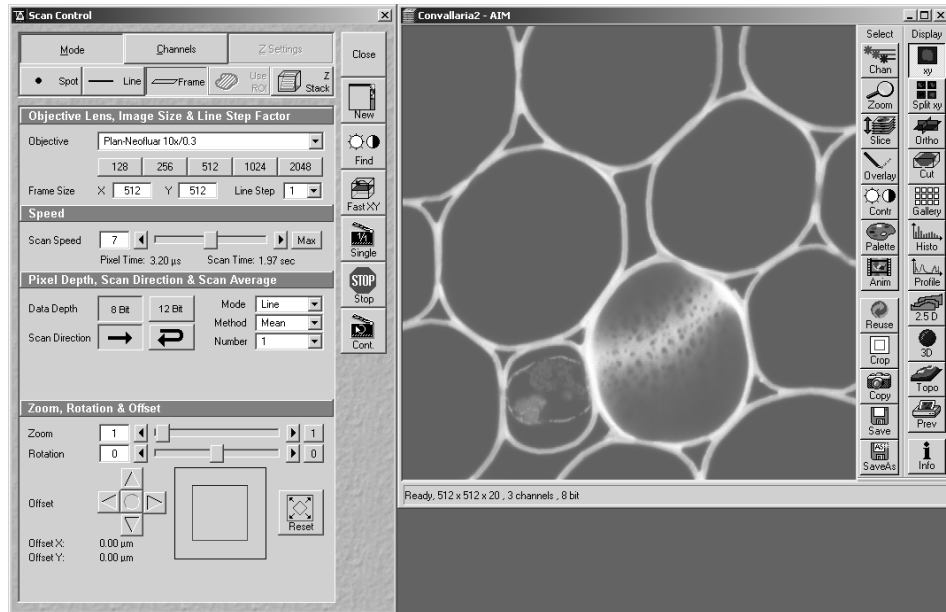 Scan Control
Mode
Channels
Z Settings
Spot
Line
Frame
Use ROI
Z Stack
Objective Lens, Image Size & Line Step Factor
Objective
Plan-Neofluar 10x/0.3
128
256
512
1024
2048
Frame Size X 512 Y 512 Line Step 1
Speed
Scan Speed 7 Max
Pixel Time: 3.20 µs Scan Time: 1.97 sec
Pixel Depth, Scan Direction & Scan Average
Data Depth 8 Bit 12 Bit
Scan Direction
Mode Line
Method Mean
Number 1
Zoom, Rotation & Offset
Zoom 1 1
Rotation 0 0
Offset
Reset
Offset X: 0.00 µm
Offset Y: 0.00 µm
Close
New
Find
Fast XY
1/1
Single
STOP
Stop
Cont.
Convallaria2 - AIM
Select
Chan
Zoom
Slice
Overlay
Contr
Palette
Anim
Reuse
Crop
Copy
Save
AS
SaveAs
Display
xy
Split xy
Ortho
Cut
Gallery
Histo
Profile
2.5 D
3D
Topo
Prev
Info
Ready, 512 x 512 x 20 , 3 channels , 8 bit